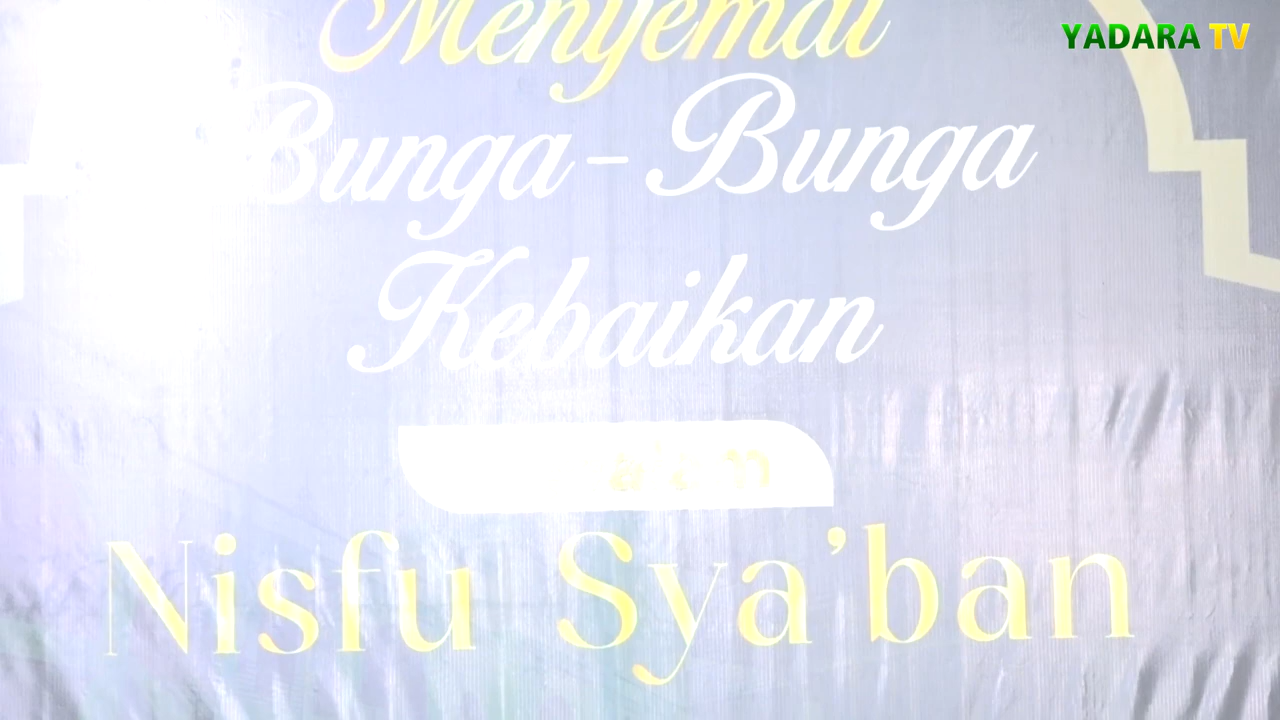 YADARA TV
Menyemai
Bunga-Bunga
Kebaikan
Nisfu Sya'ban